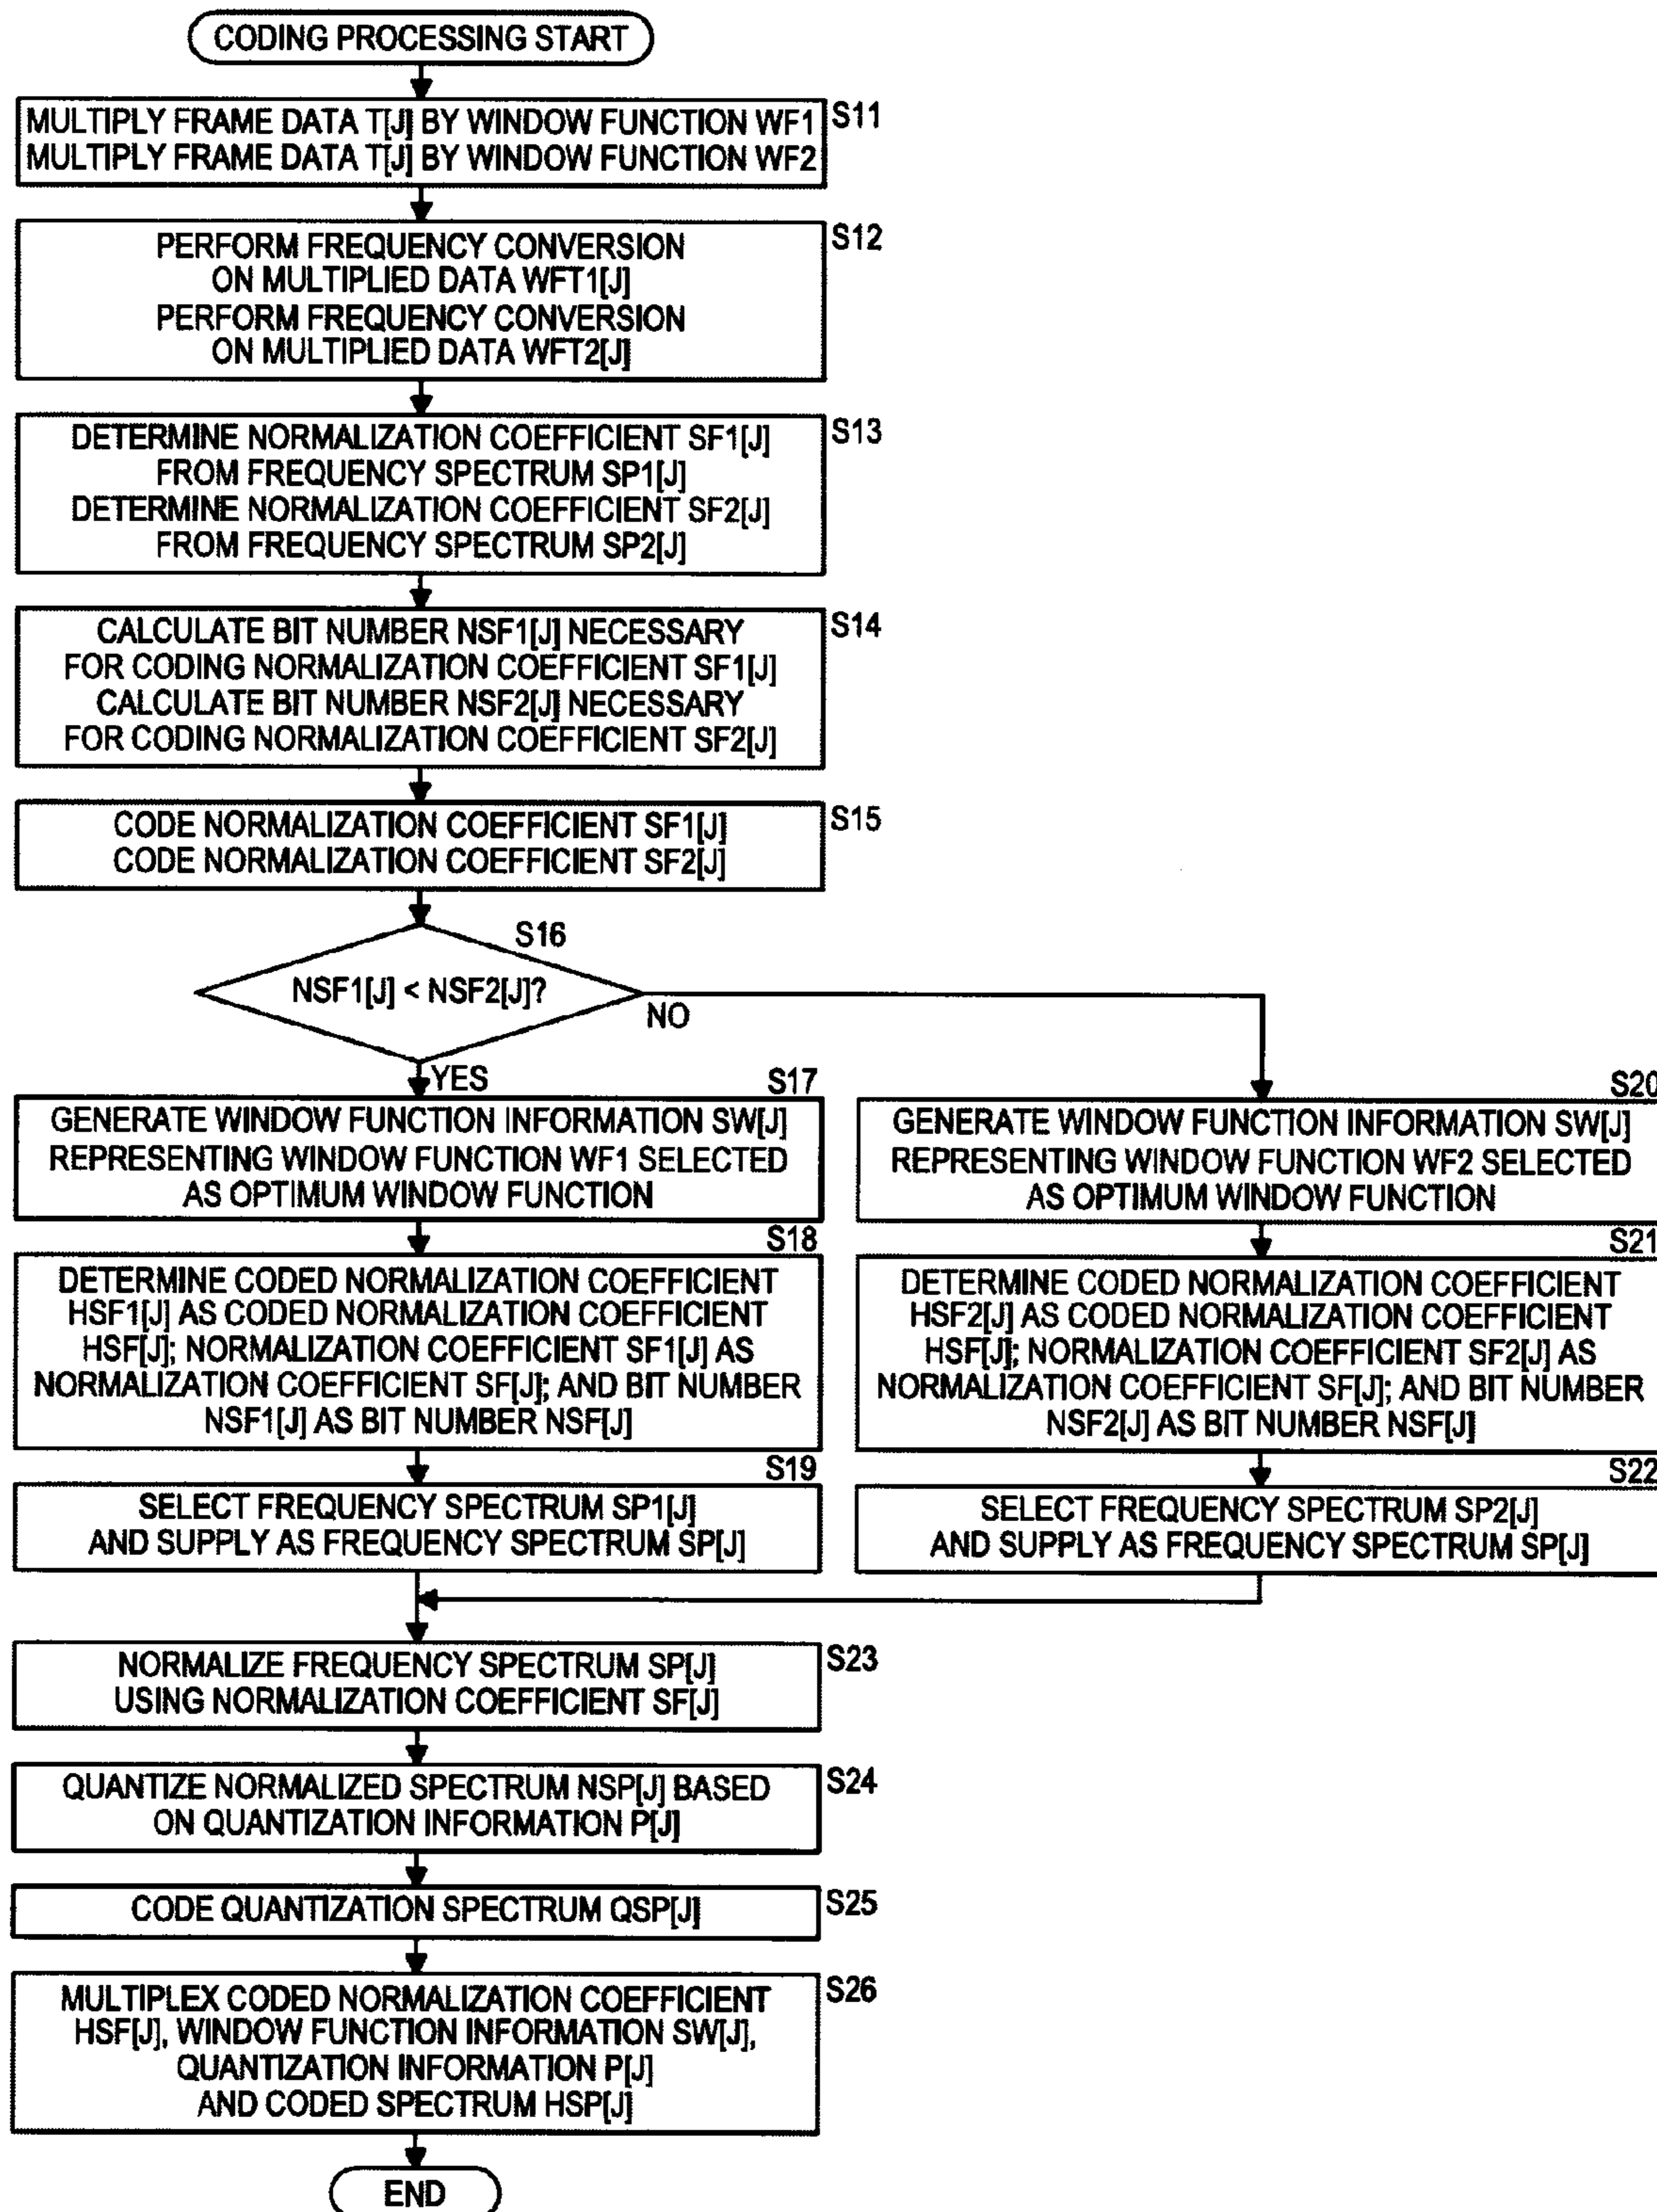 CODING PROCESSING START
MULTIPLY FRAME DATA T[J] BY WINDOW FUNCTION WF1
MULTIPLY FRAME DATA T[J] BY WINDOW FUNCTION WF2
S11
PERFORM FREQUENCY CONVERSION
ON MULTIPLIED DATA WFT1[J]
PERFORM FREQUENCY CONVERSION
ON MULTIPLIED DATA WFT2[J]
S12
DETERMINE NORMALIZATION COEFFICIENT SF1[J]
FROM FREQUENCY SPECTRUM SP1[J]
DETERMINE NORMALIZATION COEFFICIENT SF2[J]
FROM FREQUENCY SPECTRUM SP2[J]
S13
CALCULATE BIT NUMBER NSF1[J] NECESSARY
FOR CODING NORMALIZATION COEFFICIENT SF1[J]
CALCULATE BIT NUMBER NSF2[J] NECESSARY
FOR CODING NORMALIZATION COEFFICIENT SF2[J]
S14
CODE NORMALIZATION COEFFICIENT SF1[J]
CODE NORMALIZATION COEFFICIENT SF2[J]
S15
S16
NSF1[J] < NSF2[J]?
NO
YES
S17
GENERATE WINDOW FUNCTION INFORMATION SW[J]
REPRESENTING WINDOW FUNCTION WF1 SELECTED
AS OPTIMUM WINDOW FUNCTION
S18
DETERMINE CODED NORMALIZATION COEFFICIENT
HSF1[J] AS CODED NORMALIZATION COEFFICIENT
HSF[J]; NORMALIZATION COEFFICIENT SF1[J] AS
NORMALIZATION COEFFICIENT SF[J]; AND BIT NUMBER
NSF1[J] AS BIT NUMBER NSF[J]
S19
SELECT FREQUENCY SPECTRUM SP1[J]
AND SUPPLY AS FREQUENCY SPECTRUM SP[J]
S20
GENERATE WINDOW FUNCTION INFORMATION SW[J]
REPRESENTING WINDOW FUNCTION WF2 SELECTED
AS OPTIMUM WINDOW FUNCTION
S21
DETERMINE CODED NORMALIZATION COEFFICIENT
HSF2[J] AS CODED NORMALIZATION COEFFICIENT
HSF[J]; NORMALIZATION COEFFICIENT SF2[J] AS
NORMALIZATION COEFFICIENT SF[J]; AND BIT NUMBER
NSF2[J] AS BIT NUMBER NSF[J]
S22
SELECT FREQUENCY SPECTRUM SP2[J]
AND SUPPLY AS FREQUENCY SPECTRUM SP[J]
NORMALIZE FREQUENCY SPECTRUM SP[J]
USING NORMALIZATION COEFFICIENT SF[J]
S23
QUANTIZE NORMALIZED SPECTRUM NSP[J] BASED
ON QUANTIZATION INFORMATION P[J]
S24
CODE QUANTIZATION SPECTRUM QSP[J]
S25
MULTIPLEX CODED NORMALIZATION COEFFICIENT
HSF[J], WINDOW FUNCTION INFORMATION SW[J],
QUANTIZATION INFORMATION P[J]
AND CODED SPECTRUM HSP[J]
S26
END